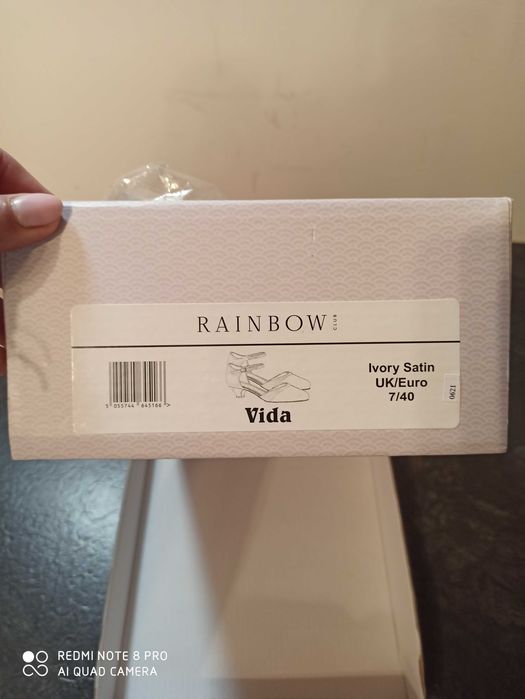 RAINBOW CLUB
Ivory Satin
UK/Euro
7/40
0621
5 055744 645166 >
Vida
REDMI NOTE 8 PRO
AI QUAD CAMERA